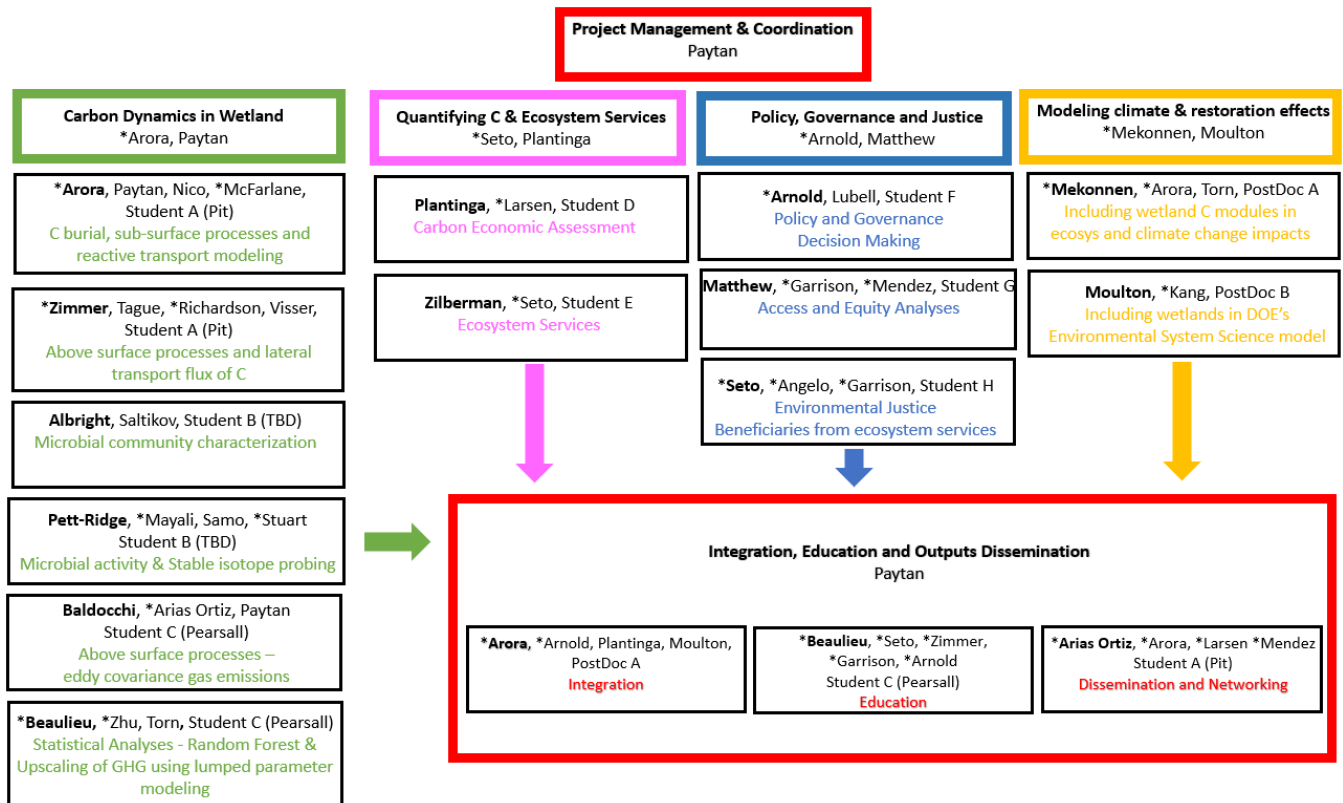 Project Management & Coordination
Paytan
Carbon Dynamics in Wetland
*Arora, Paytan
*Arora, Paytan, Nico, *McFarlane,
Student A (Pit)
C burial, sub-surface processes and
reactive transport modeling
*Zimmer, Tague, *Richardson, Visser,
Student A (Pit)
Above surface processes and lateral
transport flux of C
Albright, Saltikov, Student B (TBD)
Microbial community characterization
Pett-Ridge, *Mayali, Samo, *Stuart
Student B (TBD)
Microbial activity & Stable isotope probing
Baldocchi, *Arias Ortiz, Paytan
Student C (Pearsall)
Above surface processes –
eddy covariance gas emissions
*Beaulieu, *Zhu, Torn, Student C (Pearsall)
Statistical Analyses - Random Forest &
Upscaling of GHG using lumped parameter
modeling
Quantifying C & Ecosystem Services
*Seto, Plantinga
Plantinga, *Larsen, Student D
Carbon Economic Assessment
Zilberman, *Seto, Student E
Ecosystem Services
Policy, Governance and Justice
*Arnold, Matthew
*Arnold, Lubell, Student F
Policy and Governance
Decision Making
Matthew, *Garrison, *Mendez, Student G
Access and Equity Analyses
*Seto, *Angelo, *Garrison, Student H
Environmental Justice
Beneficiaries from ecosystem services
Modeling climate & restoration effects
*Mekonnen, Moulton
*Mekonnen, *Arora, Torn, PostDoc A
Including wetland C modules in
ecosys and climate change impacts
Moulton, *Kang, PostDoc B
Including wetlands in DOE's
Environmental System Science model
Integration, Education and Outputs Dissemination
Paytan
*Arora, *Arnold, Plantinga, Moulton,
PostDoc A
Integration
*Beaulieu, *Seto, *Zimmer,
*Garrison, *Arnold
Student C (Pearsall)
Education
*Arias Ortiz, *Arora, *Larsen *Mendez
Student A (Pit)
Dissemination and Networking